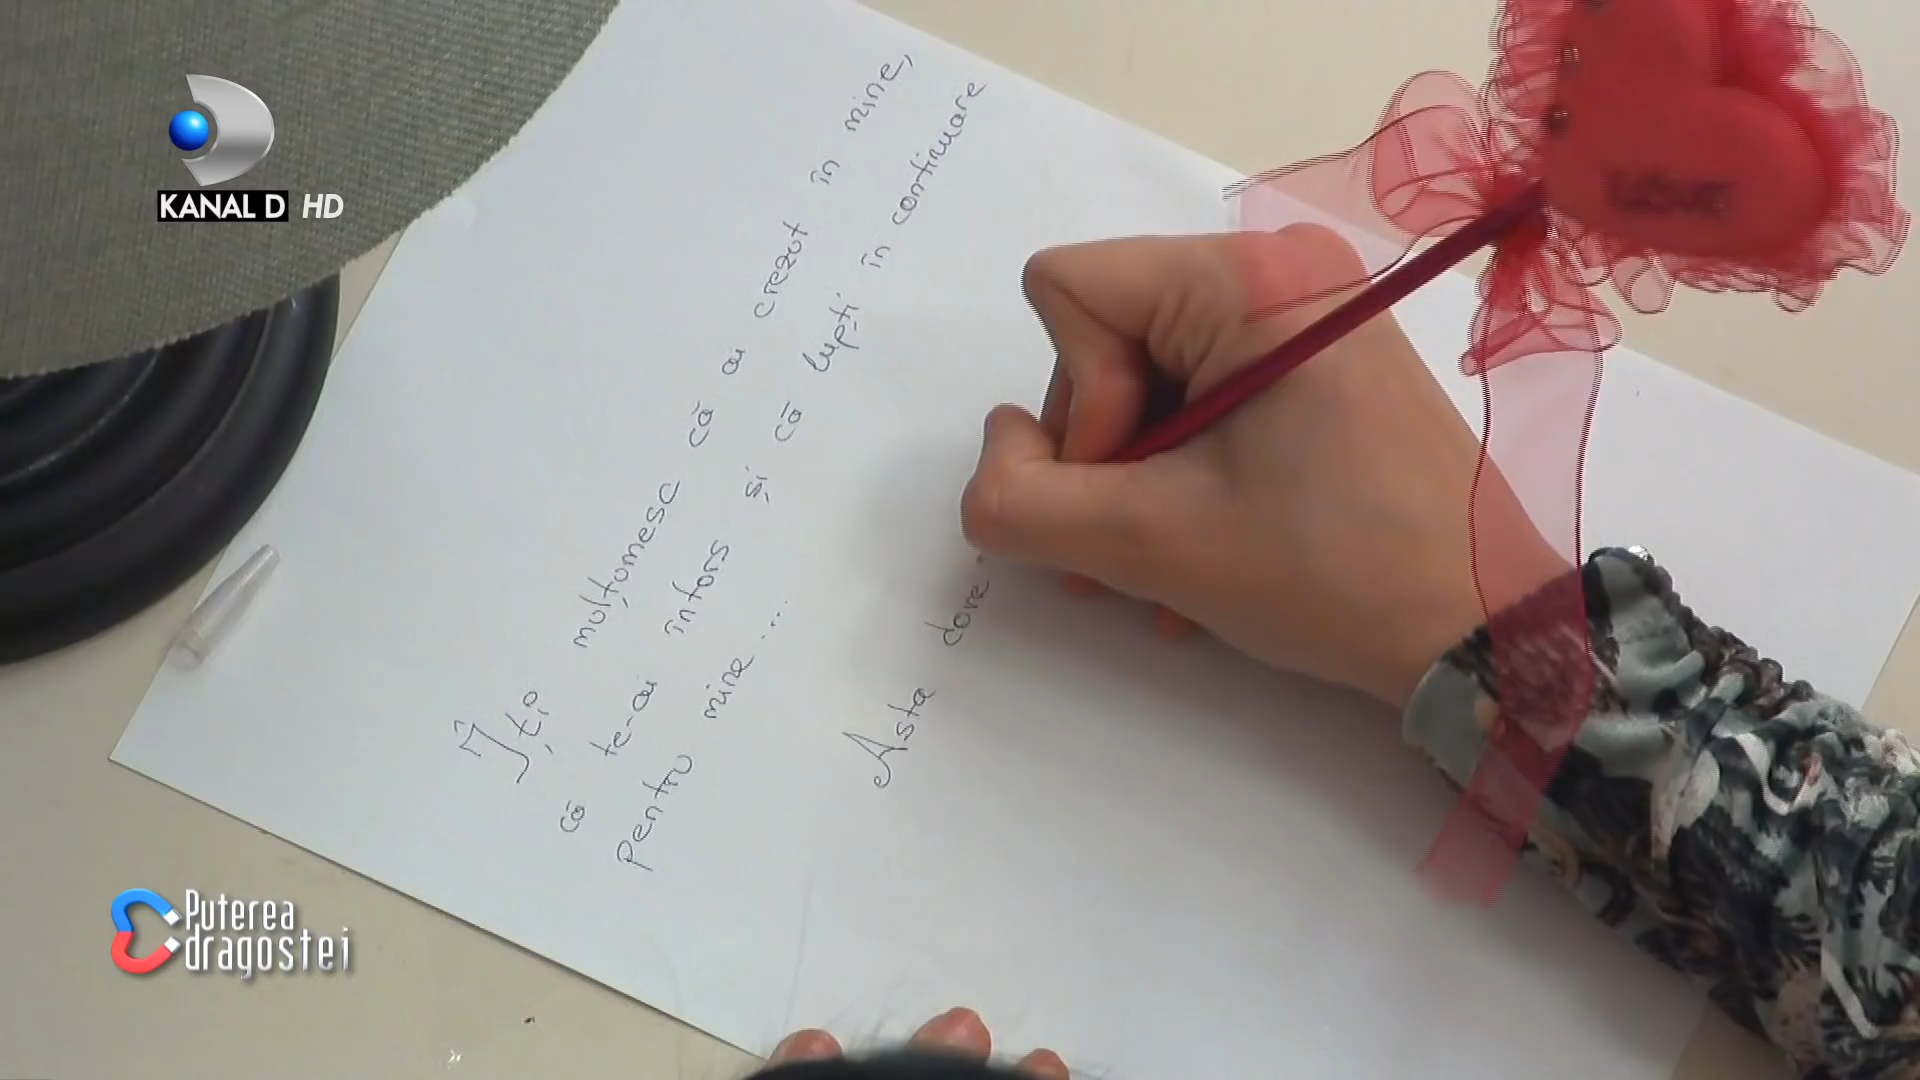 KANAL D HD
LOVE
Îți mulțumesc că ai crezut în mine,
că te-ai întors și că lupți în continuare
pentru mine...
Asta dore
Puterea
dragostei